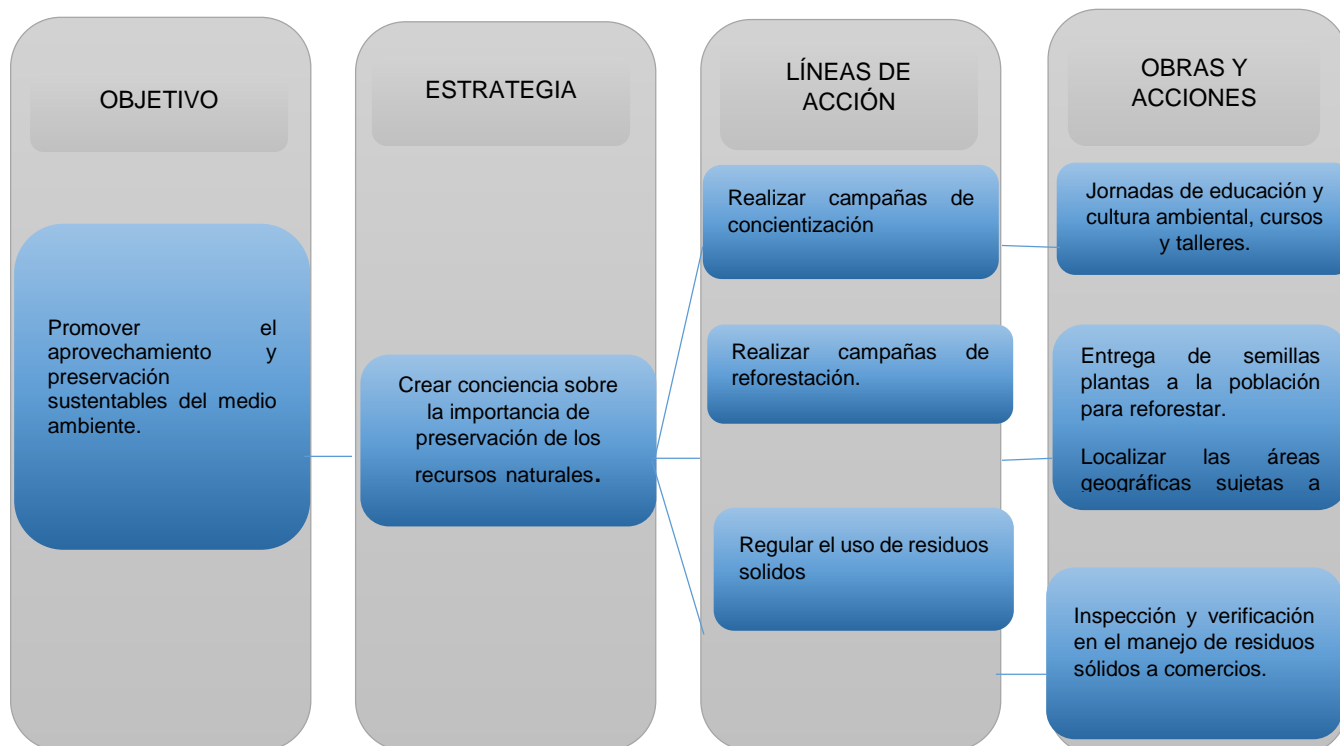 OBJETIVO
Promover el
aprovechamiento y
preservación
sustentables del medio
ambiente.
ESTRATEGIA
Crear conciencia sobre
la importancia de
preservación de los
recursos naturales.
LÍNEAS DE
ACCIÓN
Realizar campañas de
concientización
Realizar campañas de
reforestación.
Regular el uso de residuos
solidos
OBRAS Y
ACCIONES
Jornadas de educación y
cultura ambiental, cursos
y talleres.
Entrega de semillas
plantas a la población
para reforestar.
Localizar las áreas
geográficas sujetas a
Inspección y verificación
en el manejo de residuos
sólidos a comercios.